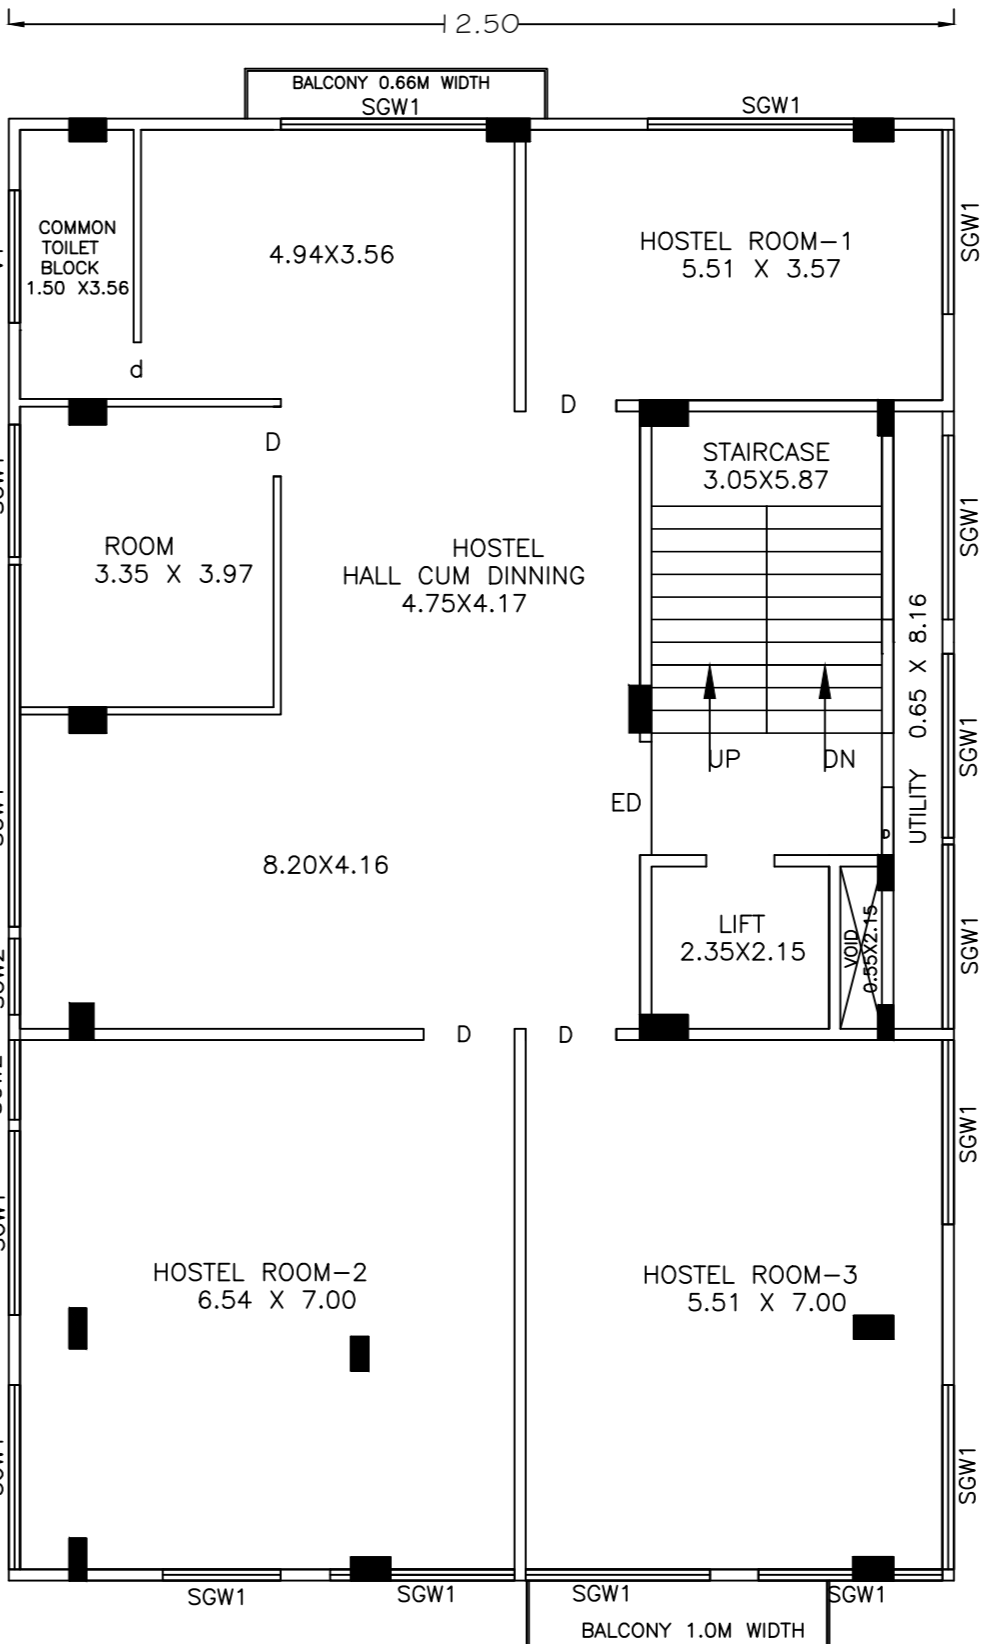 12.50
BALCONY 0.66M WIDTH
SGW1
SGW1
COMMON
TOILET
BLOCK
1.50 X3.56
4.94X3.56
HOSTEL ROOM-1
5.51 X 3.57
SGW1
d
D
D
STAIRCASE
3.05X5.87
SGW1
ROOM
3.35 X 3.97
HOSTEL
HALL CUM DINNING
4.75X4.17
UTILITY 0.65 X 8.16
SGW1
UP
DN
ED
D
8.20X4.16
LIFT
2.35X2.15
VOID
0.55X2.15
SGW1
D
D
SGW1
HOSTEL ROOM-2
6.54 X 7.00
HOSTEL ROOM-3
5.51 X 7.00
SGW1
SGW1
SGW1
SGW1
SGW1
BALCONY 1.0M WIDTH